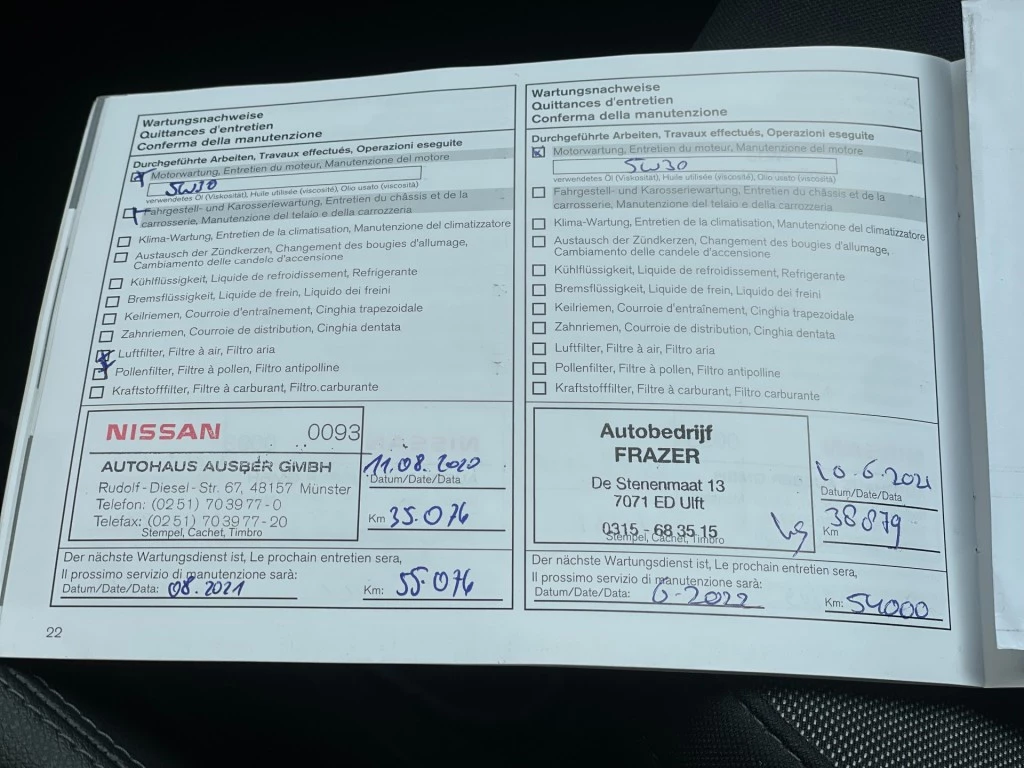 Wartungsnachweise
Quittances d'entretien
Conferma della manutenzione
Durchgeführte Arbeiten, Travaux effectués, Operazioni eseguite
Motorwartung, Entretien du moteur, Manutenzione del motore
5W30
verwendetes Öl (Viskosität), Huile utilisée (viscosité), Olio usato (viscosità)
Fahrgestell- und Karosseriewartung, Entretien du châssis et de la
carrosserie, Manutenzione del telaio e della carrozzeria
Klima-Wartung, Entretien de la climatisation, Manutenzione del climatizzatore
Austausch der Zündkerzen, Changement des bougies d'allumage,
Cambiamento delle candele d'accensione
Kühlflüssigkeit, Liquide de refroidissement, Refrigerante
Bremsflüssigkeit, Liquide de frein, Liquido dei freini
Keilriemen, Courroie d'entraînement, Cinghia trapezoidale
Zahnriemen, Courroie de distribution, Cinghia dentata
Luftfilter, Filtre à air, Filtro aria
Pollenfilter, Filtre à pollen, Filtro antipolline
Kraftstofffilter, Filtre à carburant, Filtro carburante
NISSAN 0093
AUTOHAUS AUSBER GMBH
Rudolf-Diesel-Str. 67, 48157 Münster
Telefon: (0251) 70397-0
Telefax: (0251) 70397-20
Stempel, Cachet, Timbro
11.08.2020
Datum/Date/Data
Km 35.076
Der nächste Wartungsdienst ist, Le prochain entretien sera,
Il prossimo servizio di manutenzione sarà:
Datum/Date/Data: 08.2021 Km: 55.076
22
Wartungsnachweise
Quittances d'entretien
Conferma della manutenzione
Durchgeführte Arbeiten, Travaux effectués, Operazioni eseguite
Motorwartung, Entretien du moteur, Manutenzione del motore
5W30
verwendetes Öl (Viskosität), Huile utilisée (viscosité), Olio usato (viscosità)
Fahrgestell- und Karosseriewartung, Entretien du châssis et de la
carrosserie, Manutenzione del telaio e della carrozzeria
Klima-Wartung, Entretien de la climatisation, Manutenzione del climatizzatore
Austausch der Zündkerzen, Changement des bougies d'allumage,
Cambiamento delle candele d'accensione
Kühlflüssigkeit, Liquide de refroidissement, Refrigerante
Bremsflüssigkeit, Liquide de frein, Liquido dei freini
Keilriemen, Courroie d'entraînement, Cinghia trapezoidale
Zahnriemen, Courroie de distribution, Cinghia dentata
Luftfilter, Filtre à air, Filtro aria
Pollenfilter, Filtre à pollen, Filtro antipolline
Kraftstofffilter, Filtre à carburant, Filtro carburante
Autobedrijf
FRAZER
De Stenenmaat 13
7071 ED Ulft
0315 - 68 35 15
Stempel, Cachet, Timbro
10.6.2021
Datum/Date/Data
38879
Km
Der nächste Wartungsdienst ist, Le prochain entretien sera,
Il prossimo servizio di manutenzione sarà:
Datum/Date/Data: 6-2022 Km: 54000